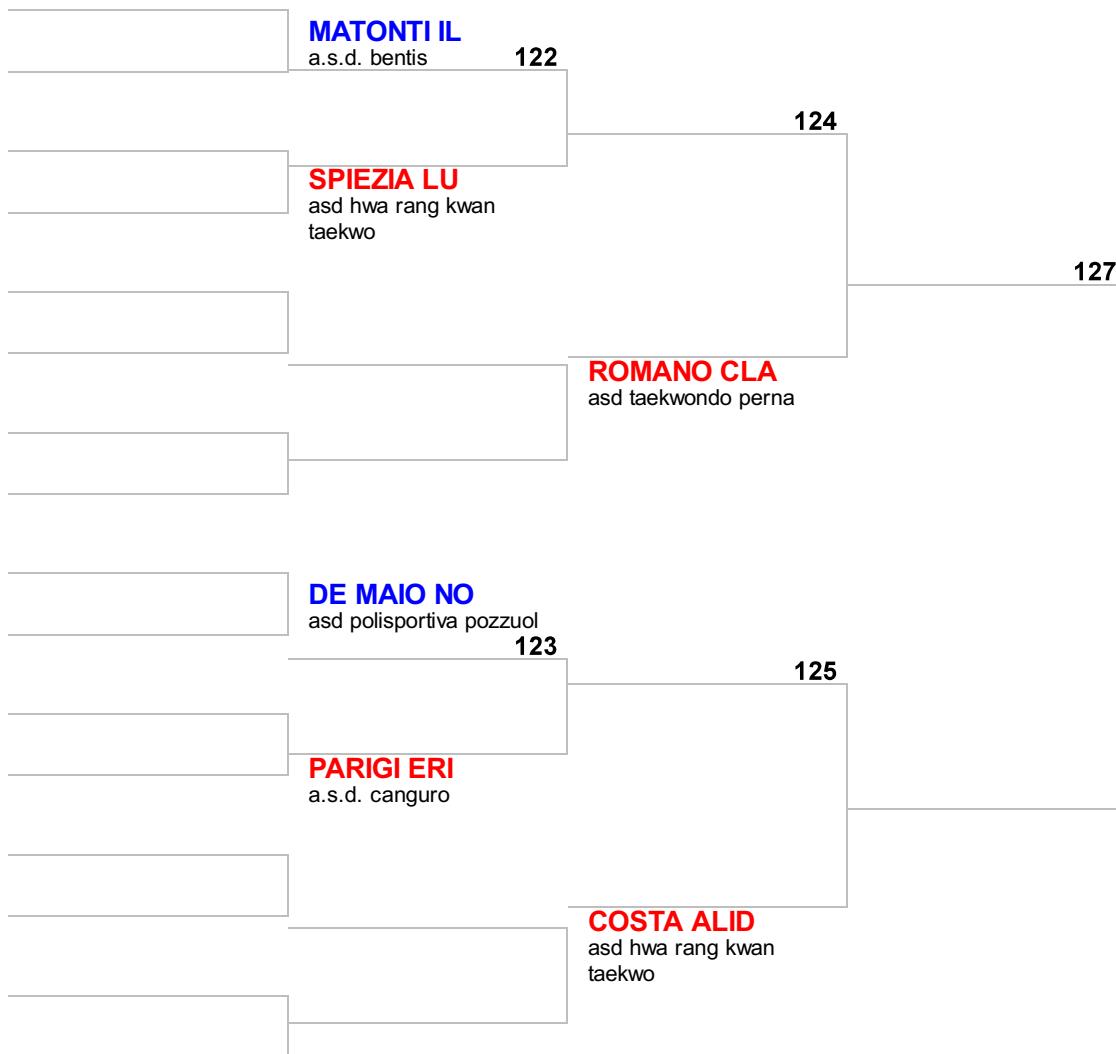 MATONTI IL
a.s.d. bentis
122
124
SPIEZIA LU
asd hwa rang kwan
taekwo
127
ROMANO CLA
asd taekwondo perna
DE MAIO NO
asd polisportiva pozzuol
123
125
PARIGI ERI
a.s.d. canguro
COSTA ALID
asd hwa rang kwan
taekwo